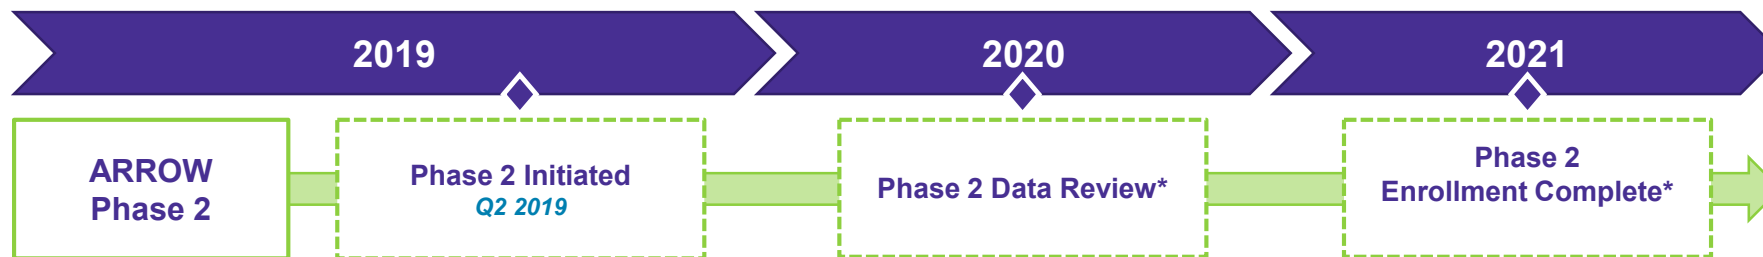 2019
2020
2021
ARROW
Phase 2
Phase 2 Initiated
Q2 2019
Phase 2 Data Review*
Phase 2
Enrollment Complete*